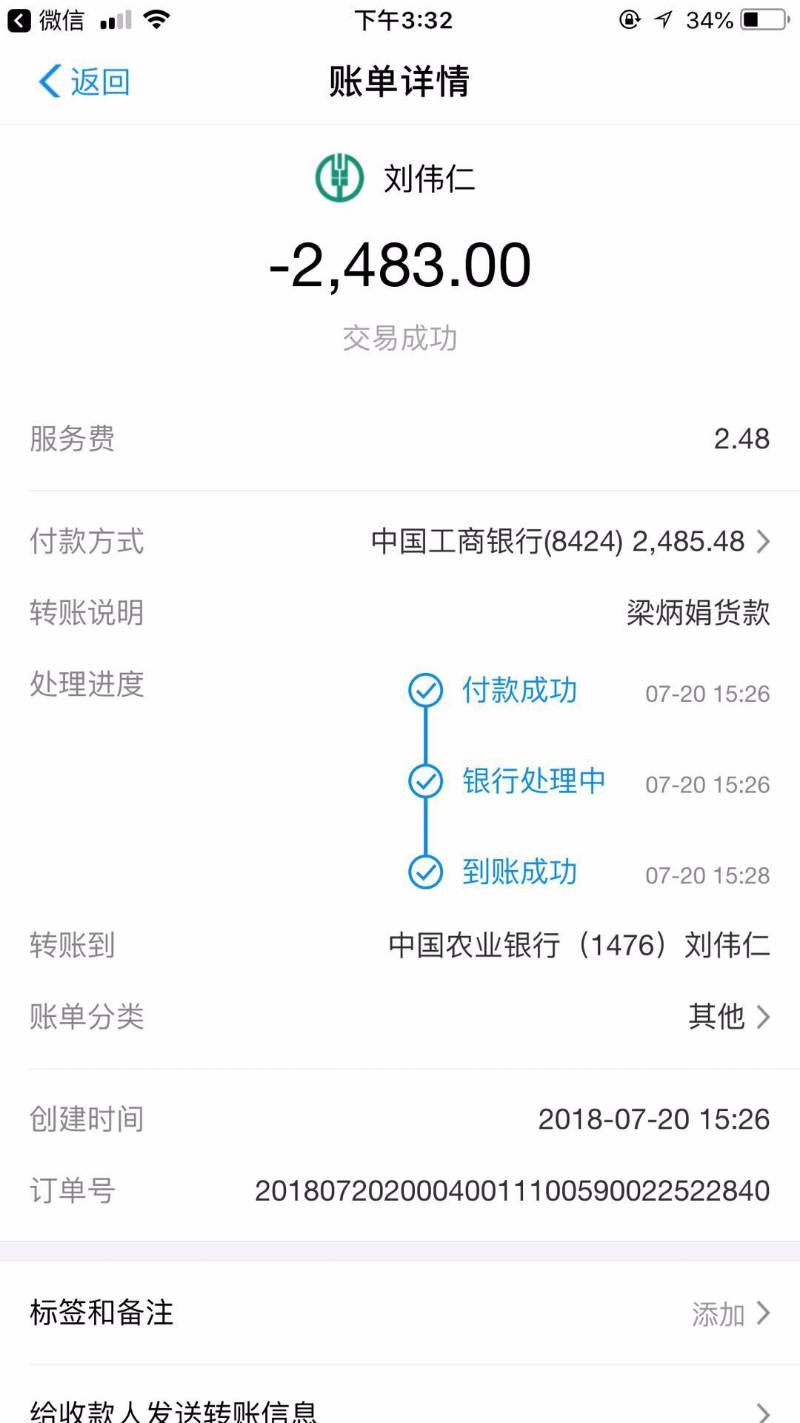 微信 下午3:32 34%
返回 账单详情
刘伟仁
-2,483.00
交易成功
服务费 2.48
付款方式 中国工商银行(8424) 2,485.48
转账说明 梁炳娟货款
处理进度 付款成功 07-20 15:26
银行处理中 07-20 15:26
到账成功 07-20 15:28
转账到 中国农业银行（1476）刘伟仁
账单分类 其他
创建时间 2018-07-20 15:26
订单号 20180720200040011100590022522840
标签和备注 添加
给收款人发送转账信息